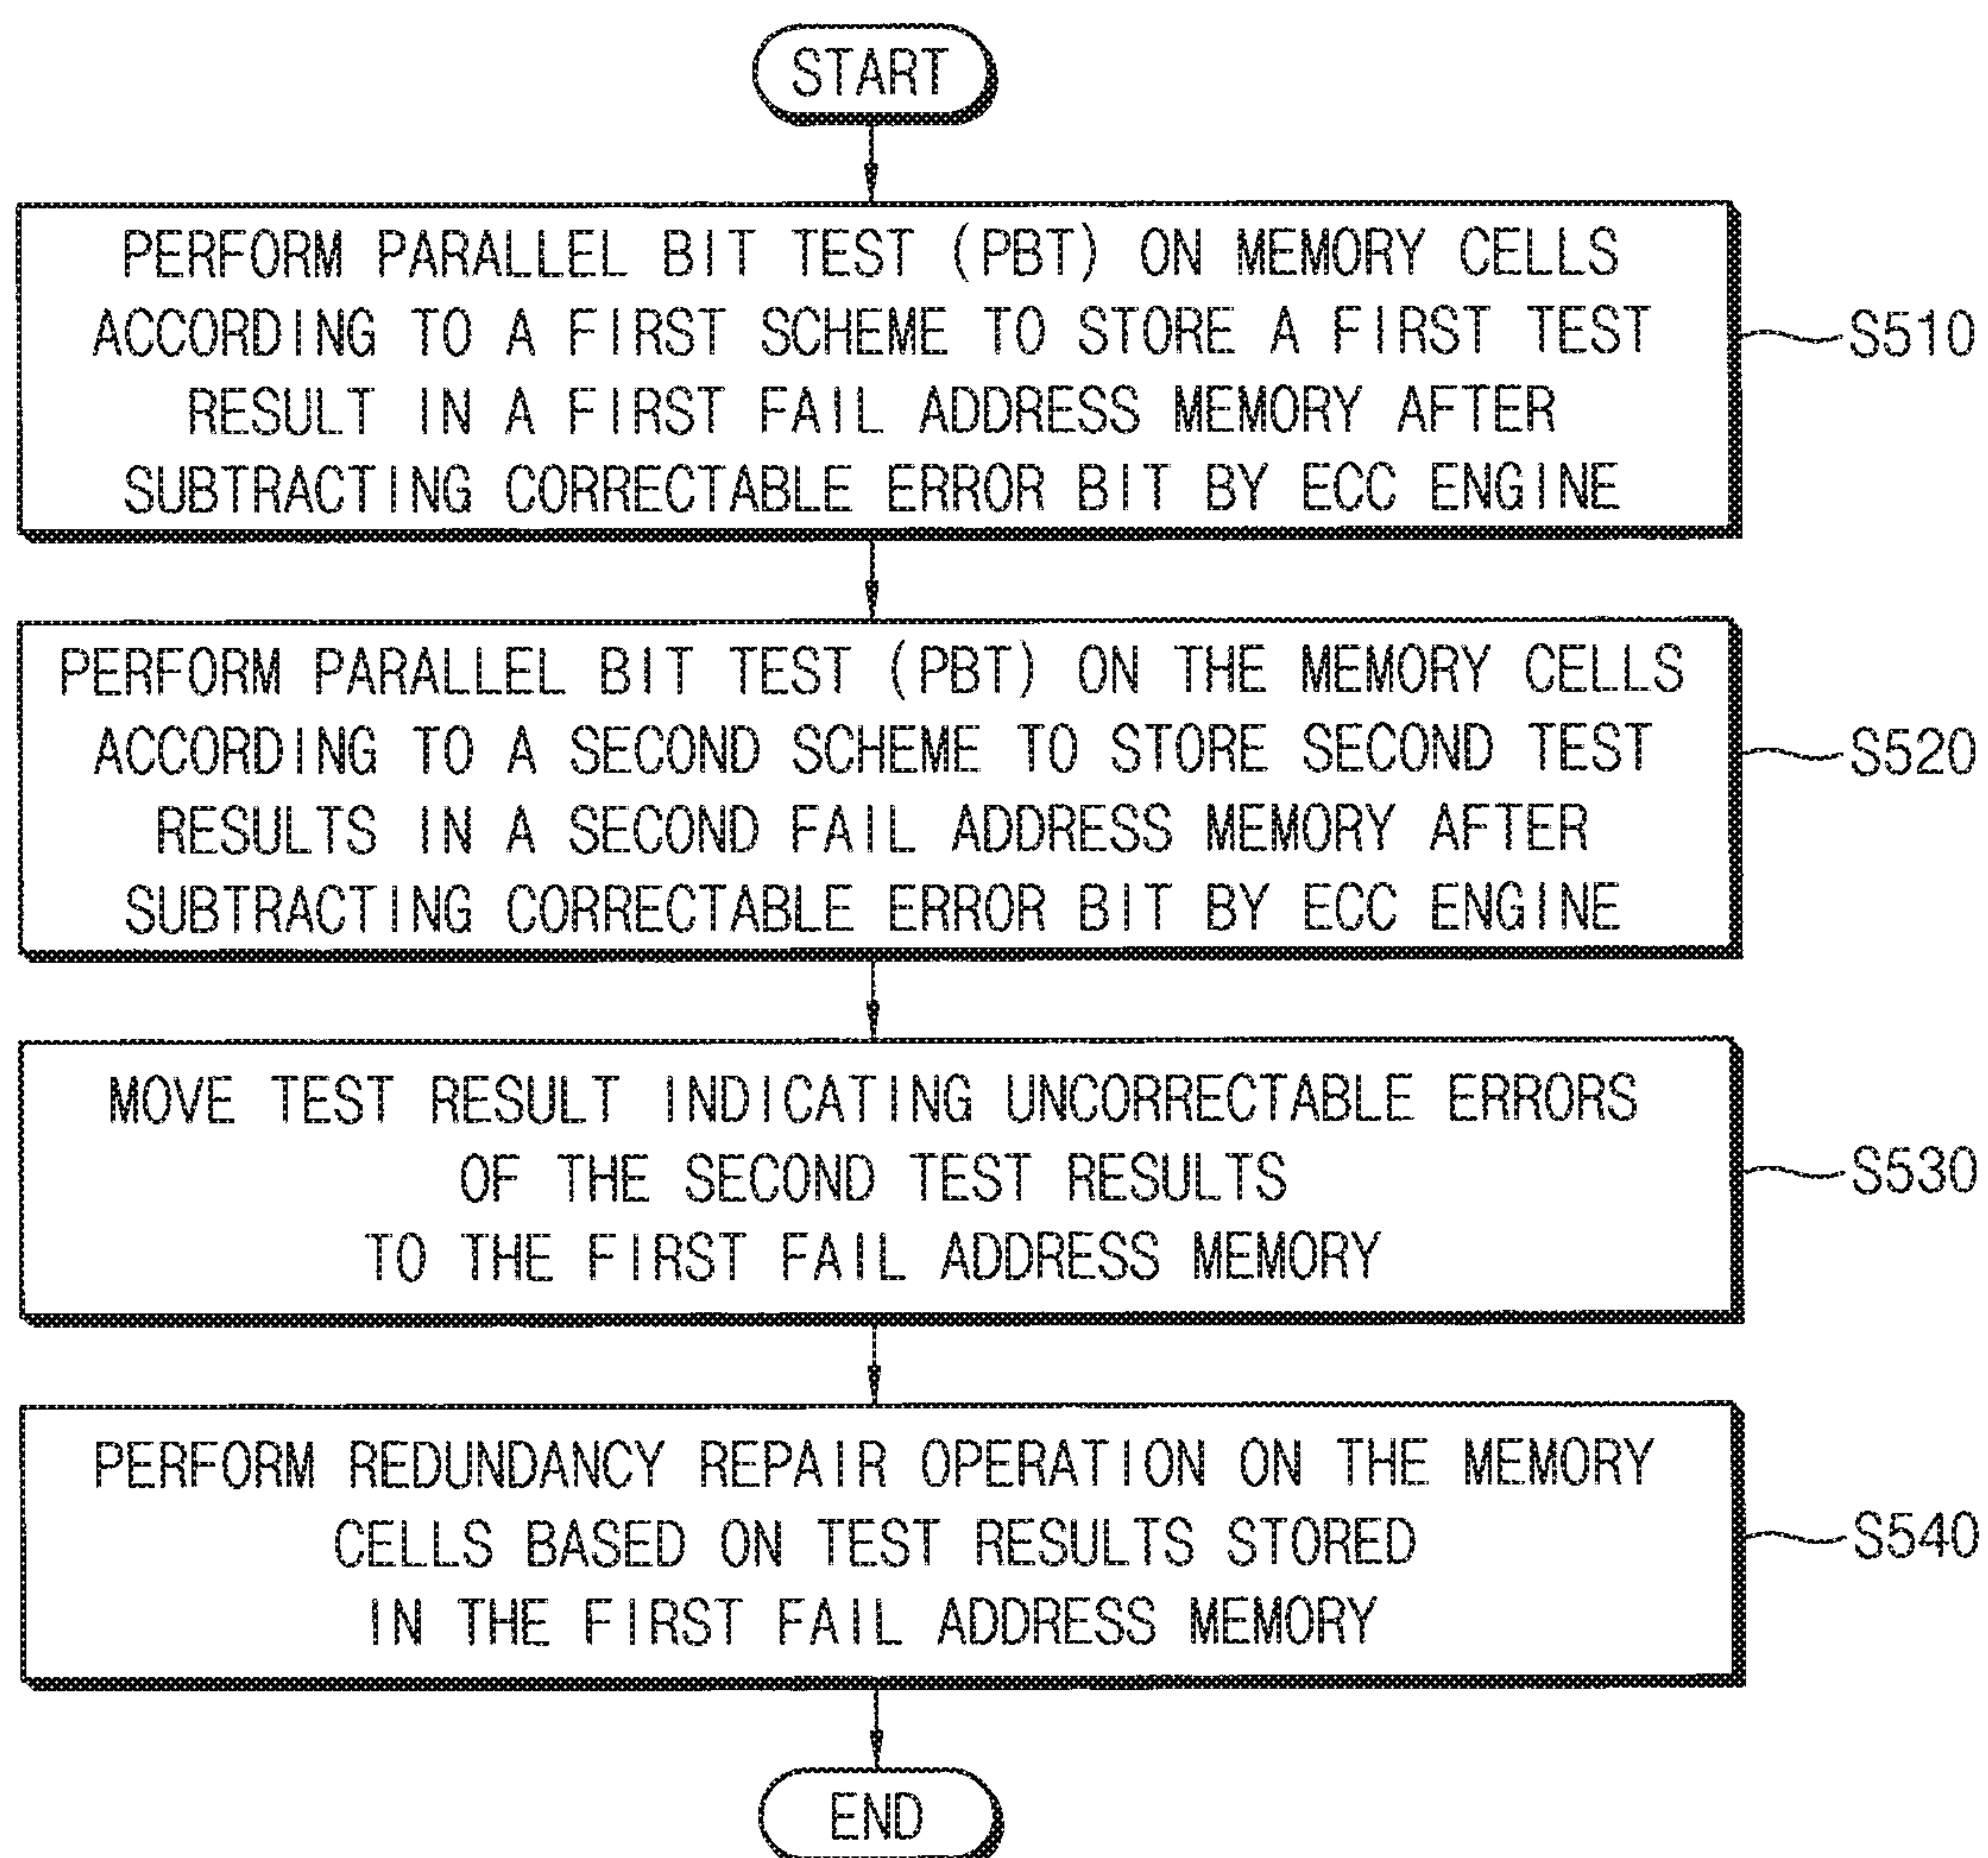 START
PERFORM PARALLEL BIT TEST (PBT) ON MEMORY CELLS
ACCORDING TO A FIRST SCHEME TO STORE A FIRST TEST
RESULT IN A FIRST FAIL ADDRESS MEMORY AFTER
SUBTRACTING CORRECTABLE ERROR BIT BY ECC ENGINE
S510
PERFORM PARALLEL BIT TEST (PBT) ON THE MEMORY CELLS
ACCORDING TO A SECOND SCHEME TO STORE SECOND TEST
RESULTS IN A SECOND FAIL ADDRESS MEMORY AFTER
SUBTRACTING CORRECTABLE ERROR BIT BY ECC ENGINE
S520
MOVE TEST RESULT INDICATING UNCORRECTABLE ERRORS
OF THE SECOND TEST RESULTS
TO THE FIRST FAIL ADDRESS MEMORY
S530
PERFORM REDUNDANCY REPAIR OPERATION ON THE MEMORY
CELLS BASED ON TEST RESULTS STORED
IN THE FIRST FAIL ADDRESS MEMORY
S540
END